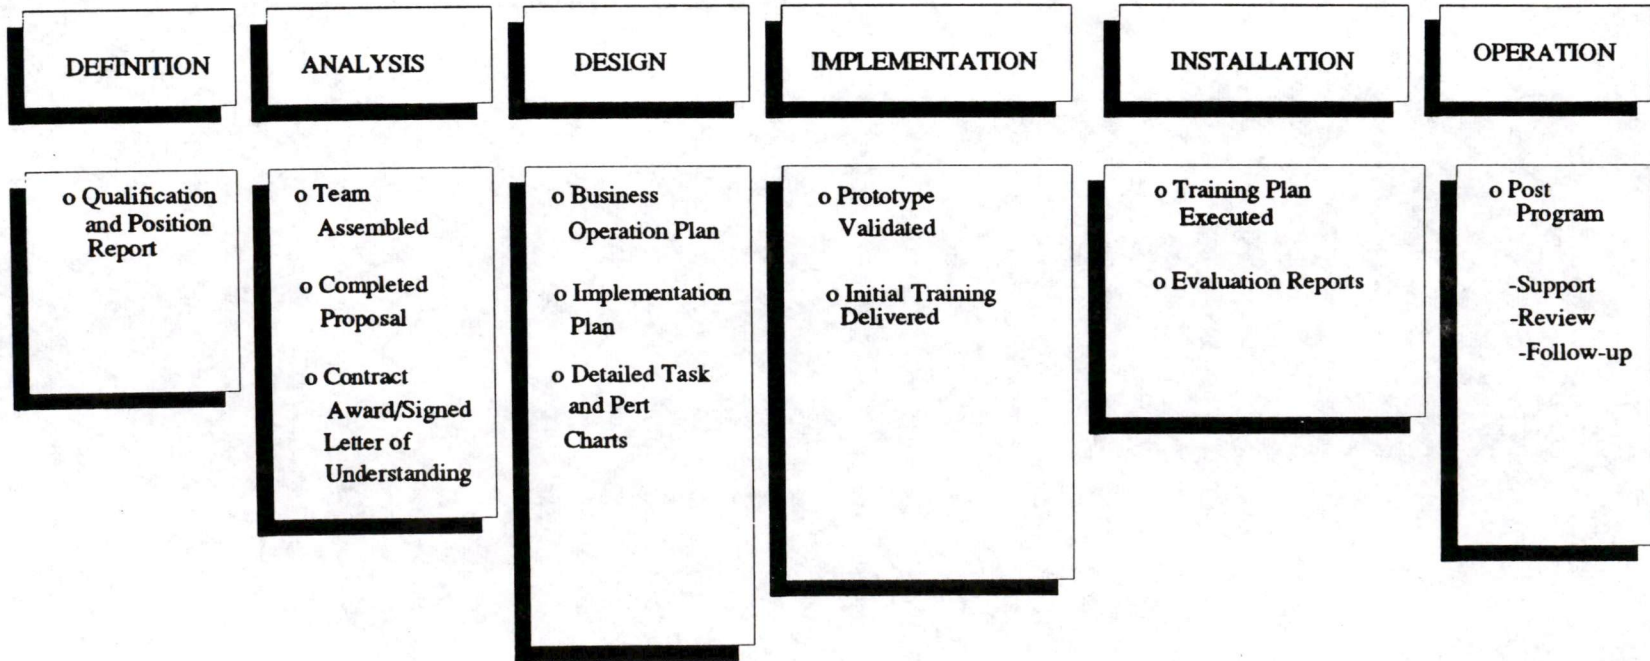 DEFINITION
ANALYSIS
DESIGN
IMPLEMENTATION
INSTALLATION
OPERATION
o Qualification
and Position
Report
o Team
Assembled
o Completed
Proposal
o Contract
Award/Signed
Letter of
Understanding
o Business
Operation Plan
o Implementation
Plan
o Detailed Task
and Pert
Charts
o Prototype
Validated
o Initial Training
Delivered
o Training Plan
Executed
o Evaluation Reports
o Post
Program
-Support
-Review
-Follow-up